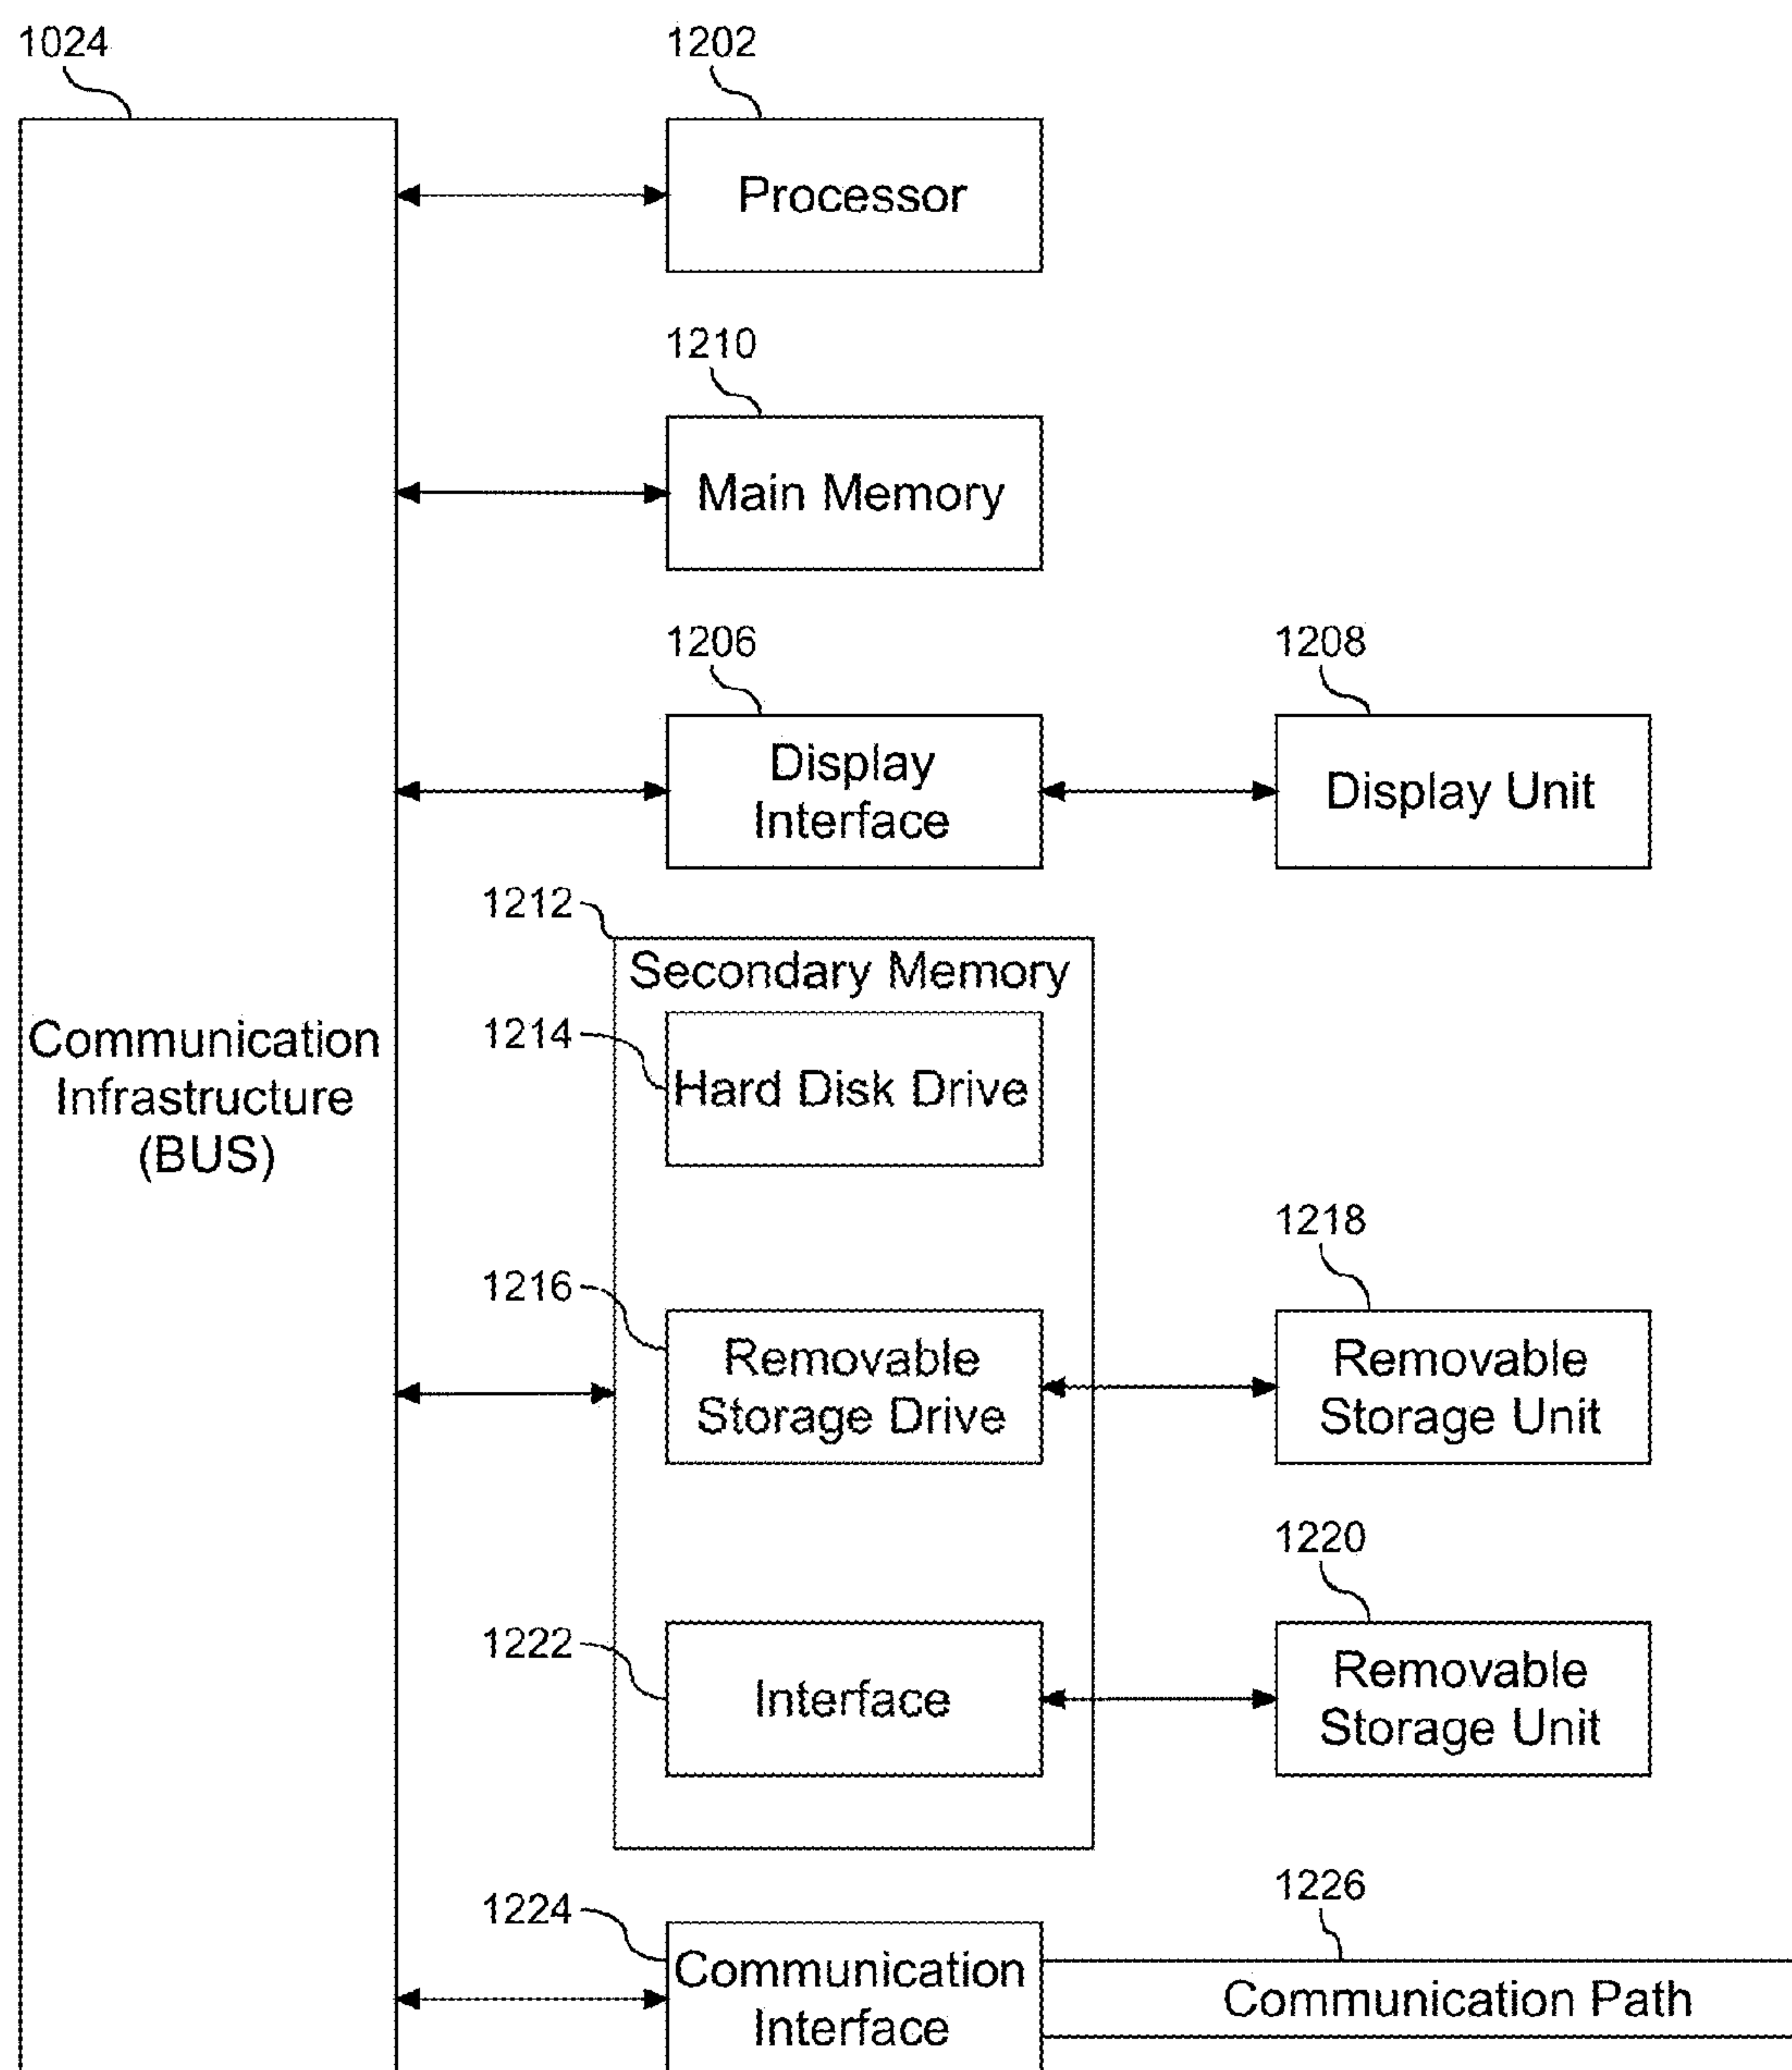 1024
1202
Processor
1210
Main Memory
1206
1208
Display
Interface
Display Unit
1212
Secondary Memory
1214
Hard Disk Drive
Communication
Infrastructure
(BUS)
1218
1216
Removable
Storage Drive
Removable
Storage Unit
1220
1222
Interface
Removable
Storage Unit
1224
1226
Communication
Interface
Communication Path